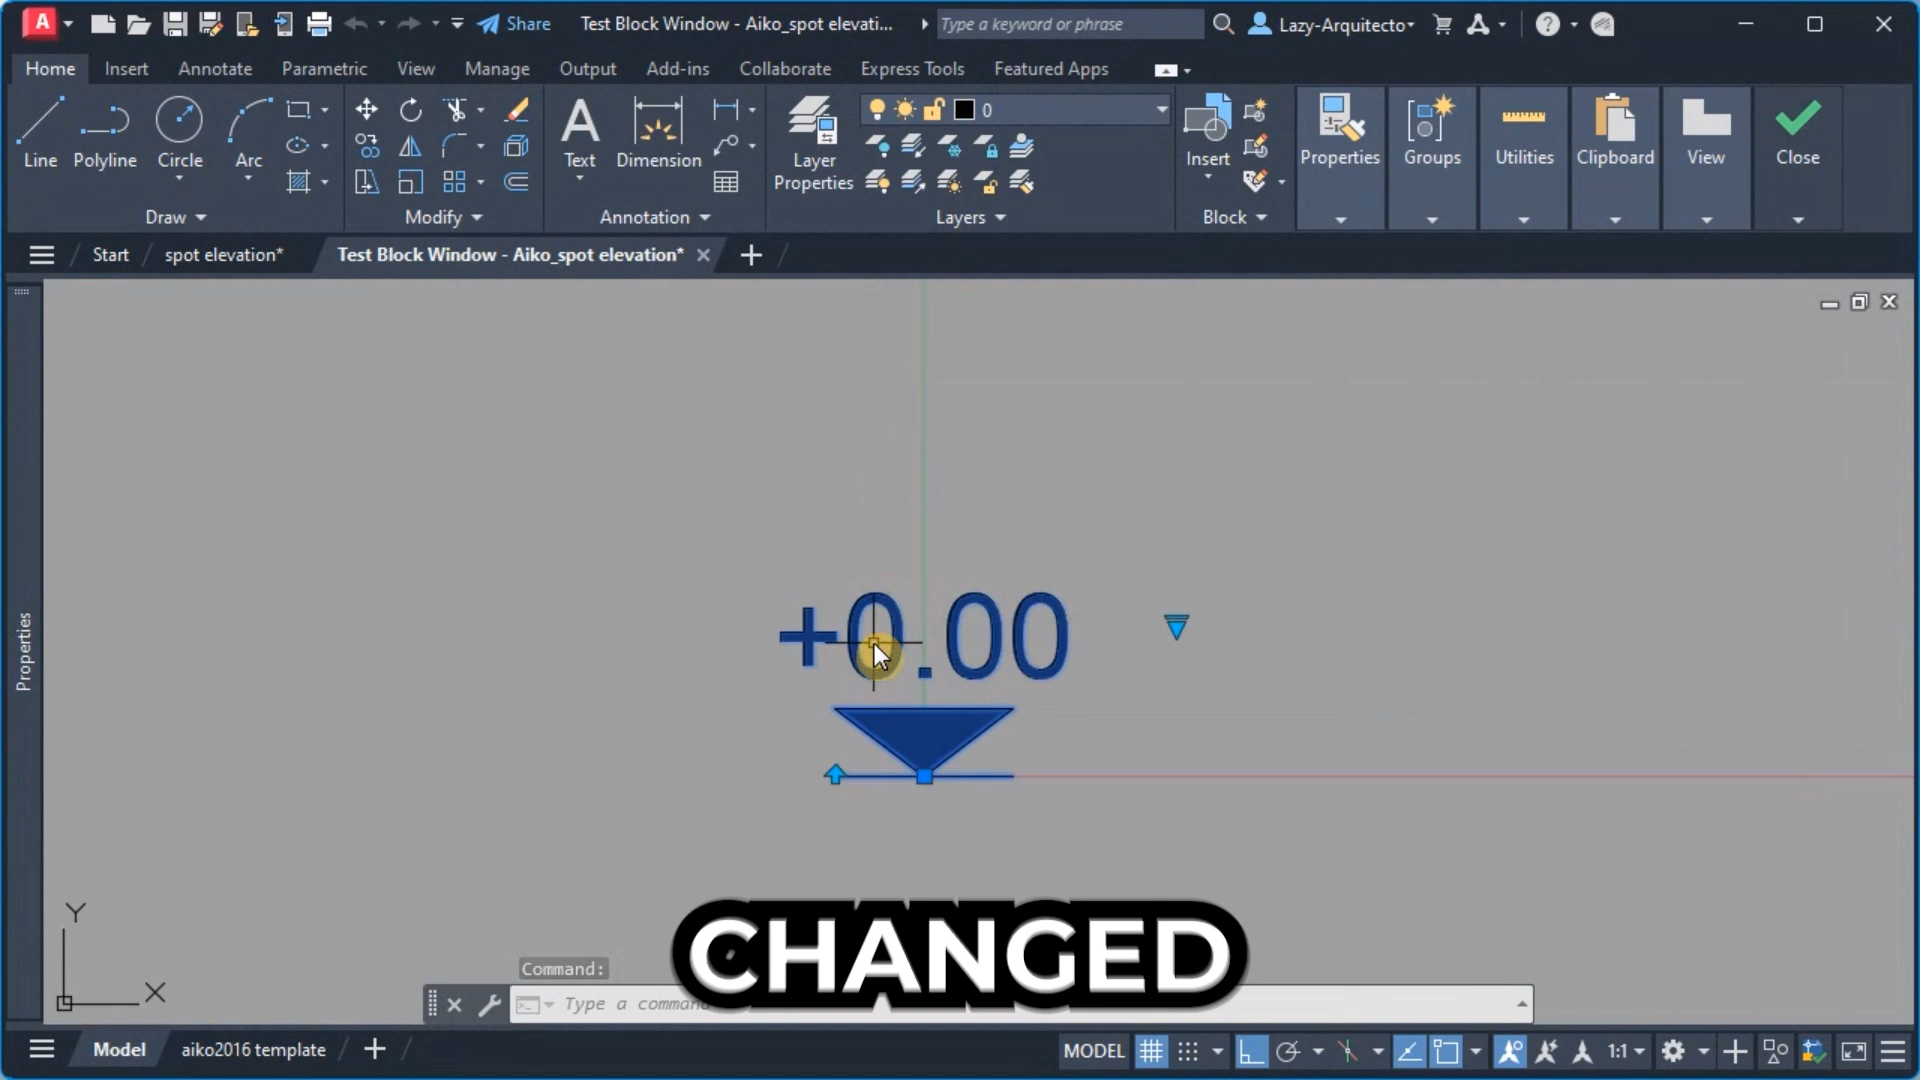 A Share Test Block Window - Aiko_spot elevati... Type a keyword or phrase Lazy-Arquitecto
Home Insert Annotate Parametric View Manage Output Add-ins Collaborate Express Tools Featured Apps
0
Line Polyline Circle Arc Text Dimension Layer Properties Insert Properties Groups Utilities Clipboard View Close
Draw Modify Annotation Layers Block
Start spot elevation* Test Block Window - Aiko_spot elevation*
Properties
+0.00
Y
X
CHANGED
Command:
Type a comman
Model aiko2016 template MODEL 1:1